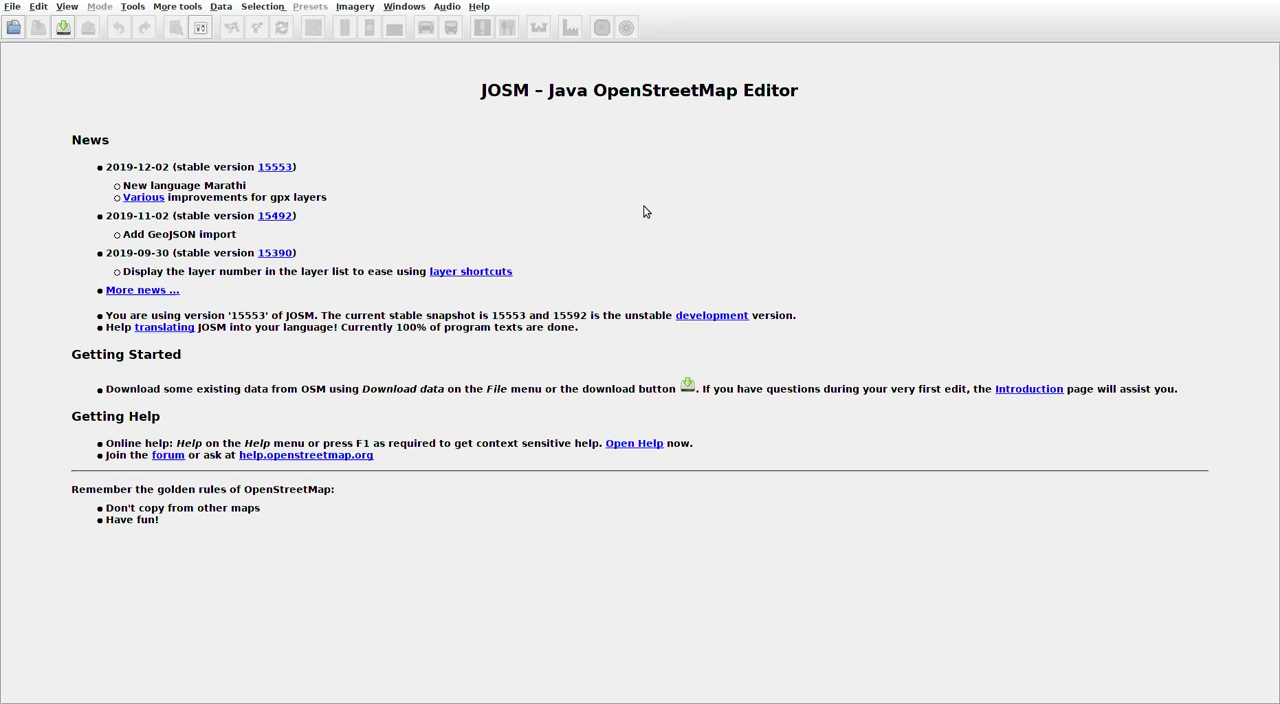 File Edit View Mode Tools More tools Data Selection Presets Imagery Windows Audio Help
JOSM – Java OpenStreetMap Editor
News
2019-12-02 (stable version 15553)
New language Marathi
Various improvements for gpx layers
2019-11-02 (stable version 15492)
Add GeoJSON import
2019-09-30 (stable version 15390)
Display the layer number in the layer list to ease using layer shortcuts
More news ...
You are using version '15553' of JOSM. The current stable snapshot is 15553 and 15592 is the unstable development version.
Help translating JOSM into your language! Currently 100% of program texts are done.
Getting Started
Download some existing data from OSM using Download data on the File menu or the download button . If you have questions during your very first edit, the Introduction page will assist you.
Getting Help
Online help: Help on the Help menu or press F1 as required to get context sensitive help. Open Help now.
Join the forum or ask at help.openstreetmap.org
Remember the golden rules of OpenStreetMap:
Don't copy from other maps
Have fun!